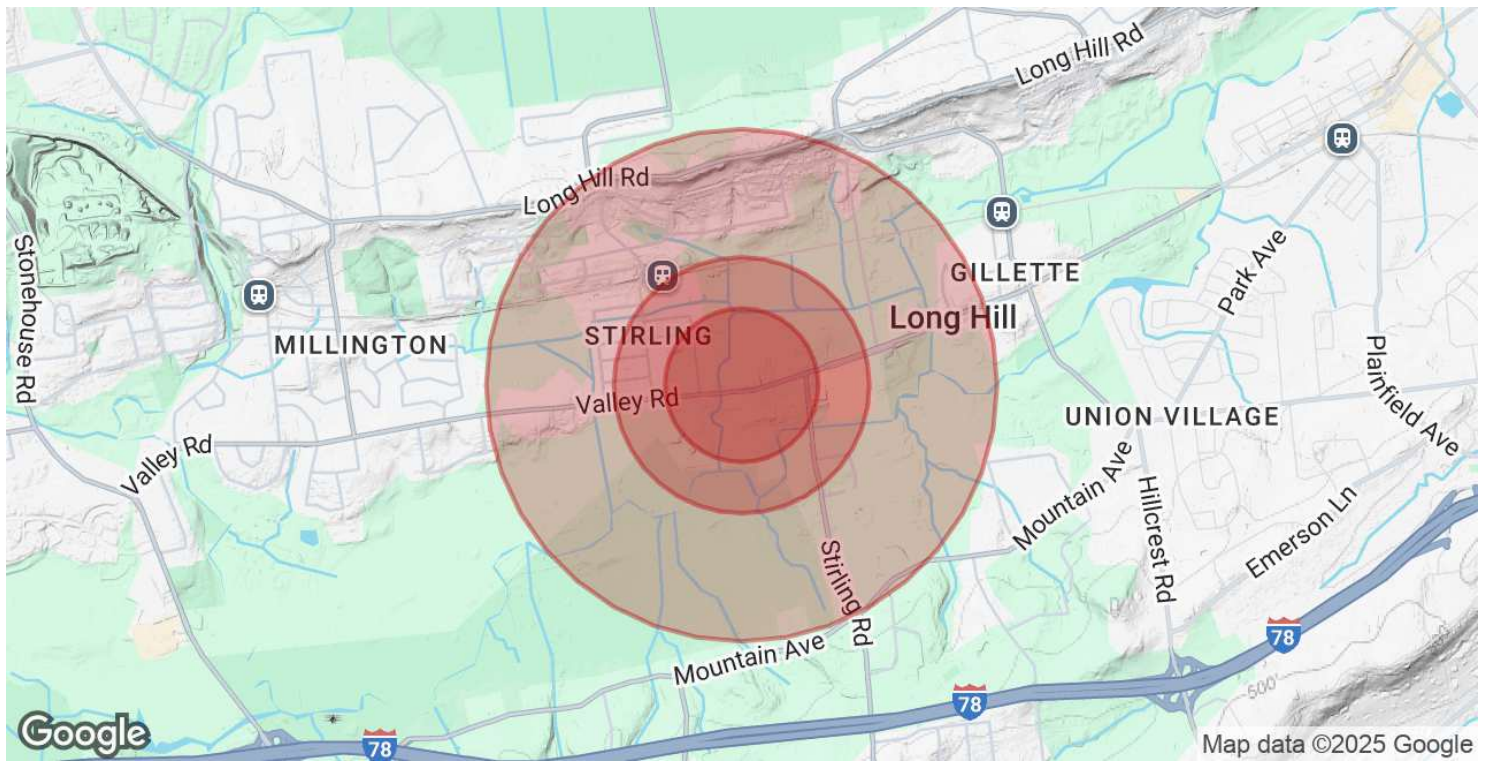 Long Hill Rd
Long Hill Rd
Stonehouse Rd
GILLETTE
Park Ave
Long Hill
STIRLING
MILLINGTON
Plainfield Ave
Valley Rd
UNION VILLAGE
Valley Rd
Mountain Ave
Hillcrest Rd
Emerson Ln
Stirling Rd
78
Mountain Ave
500'
78
Google
78
Map data ©2025 Google